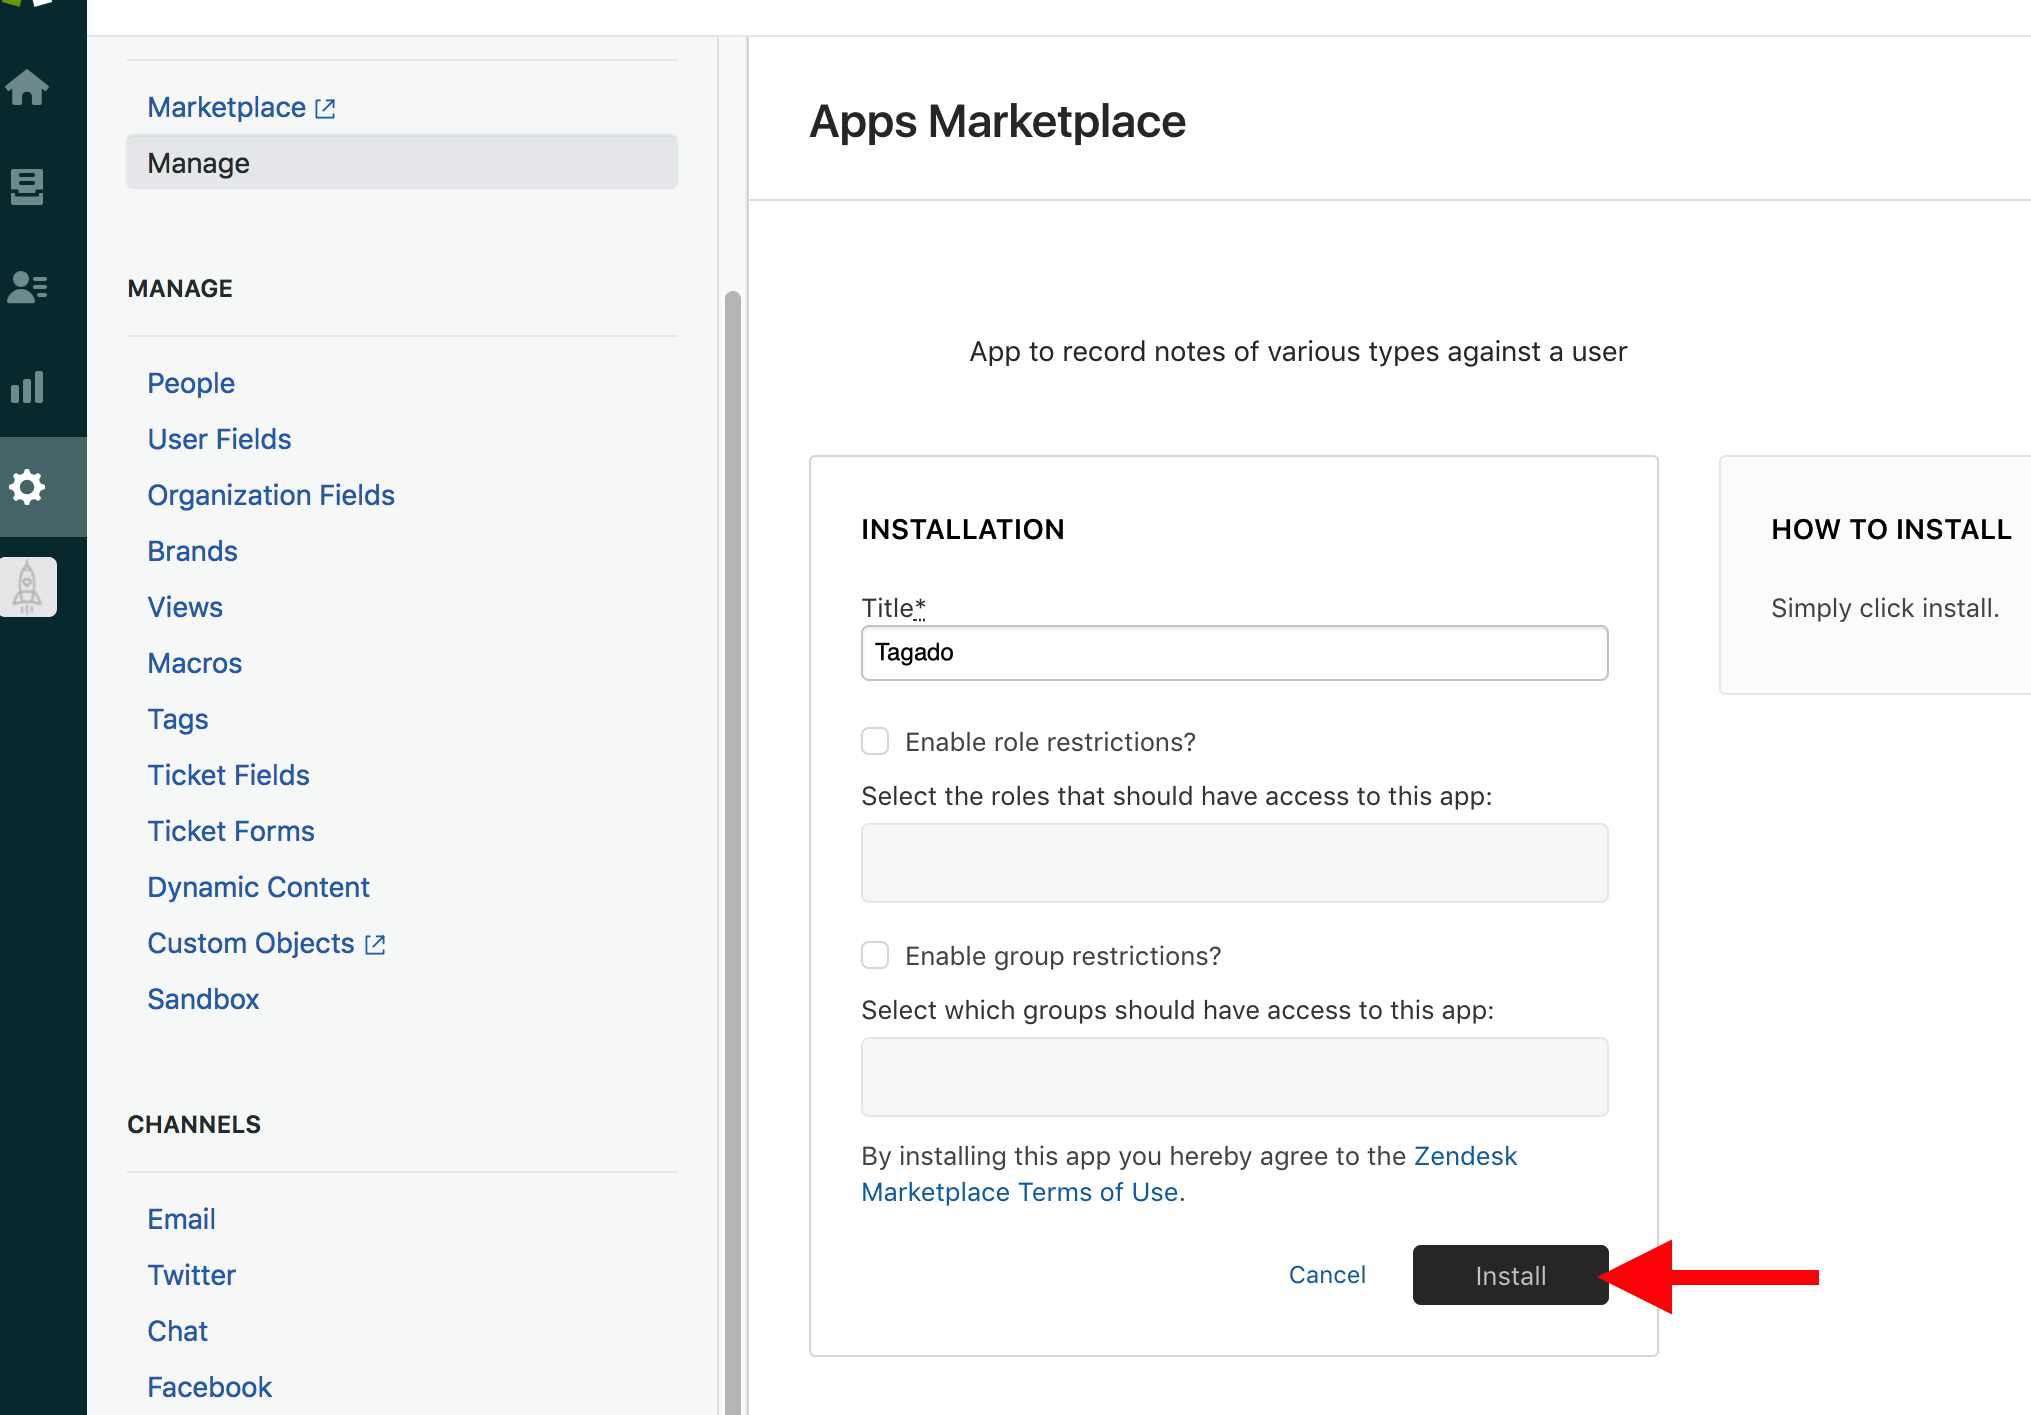 Marketplace
Manage
MANAGE
People
User Fields
Organization Fields
Brands
Views
Macros
Tags
Ticket Fields
Ticket Forms
Dynamic Content
Custom Objects
Sandbox
CHANNELS
Email
Twitter
Chat
Facebook
Apps Marketplace
App to record notes of various types against a user
INSTALLATION
Title*
Tagado
Enable role restrictions?
Select the roles that should have access to this app:
Enable group restrictions?
Select which groups should have access to this app:
By installing this app you hereby agree to the Zendesk
Marketplace Terms of Use.
Cancel
Install
HOW TO INSTALL
Simply click install.